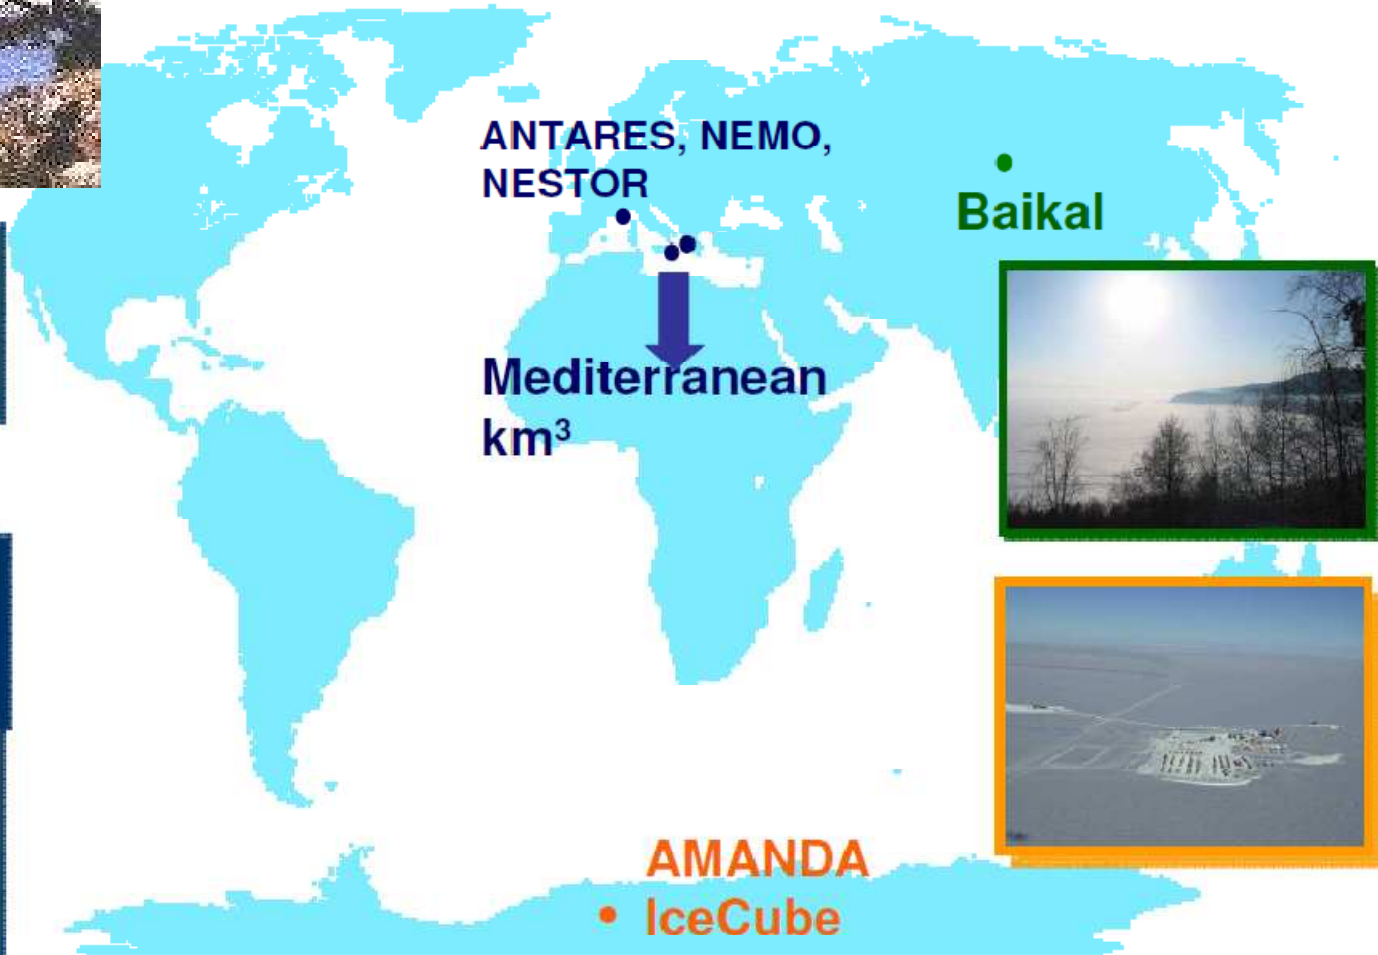 ANTARES, NEMO,
NESTOR
Baikal
Mediterranean
km³
AMANDA
IceCube